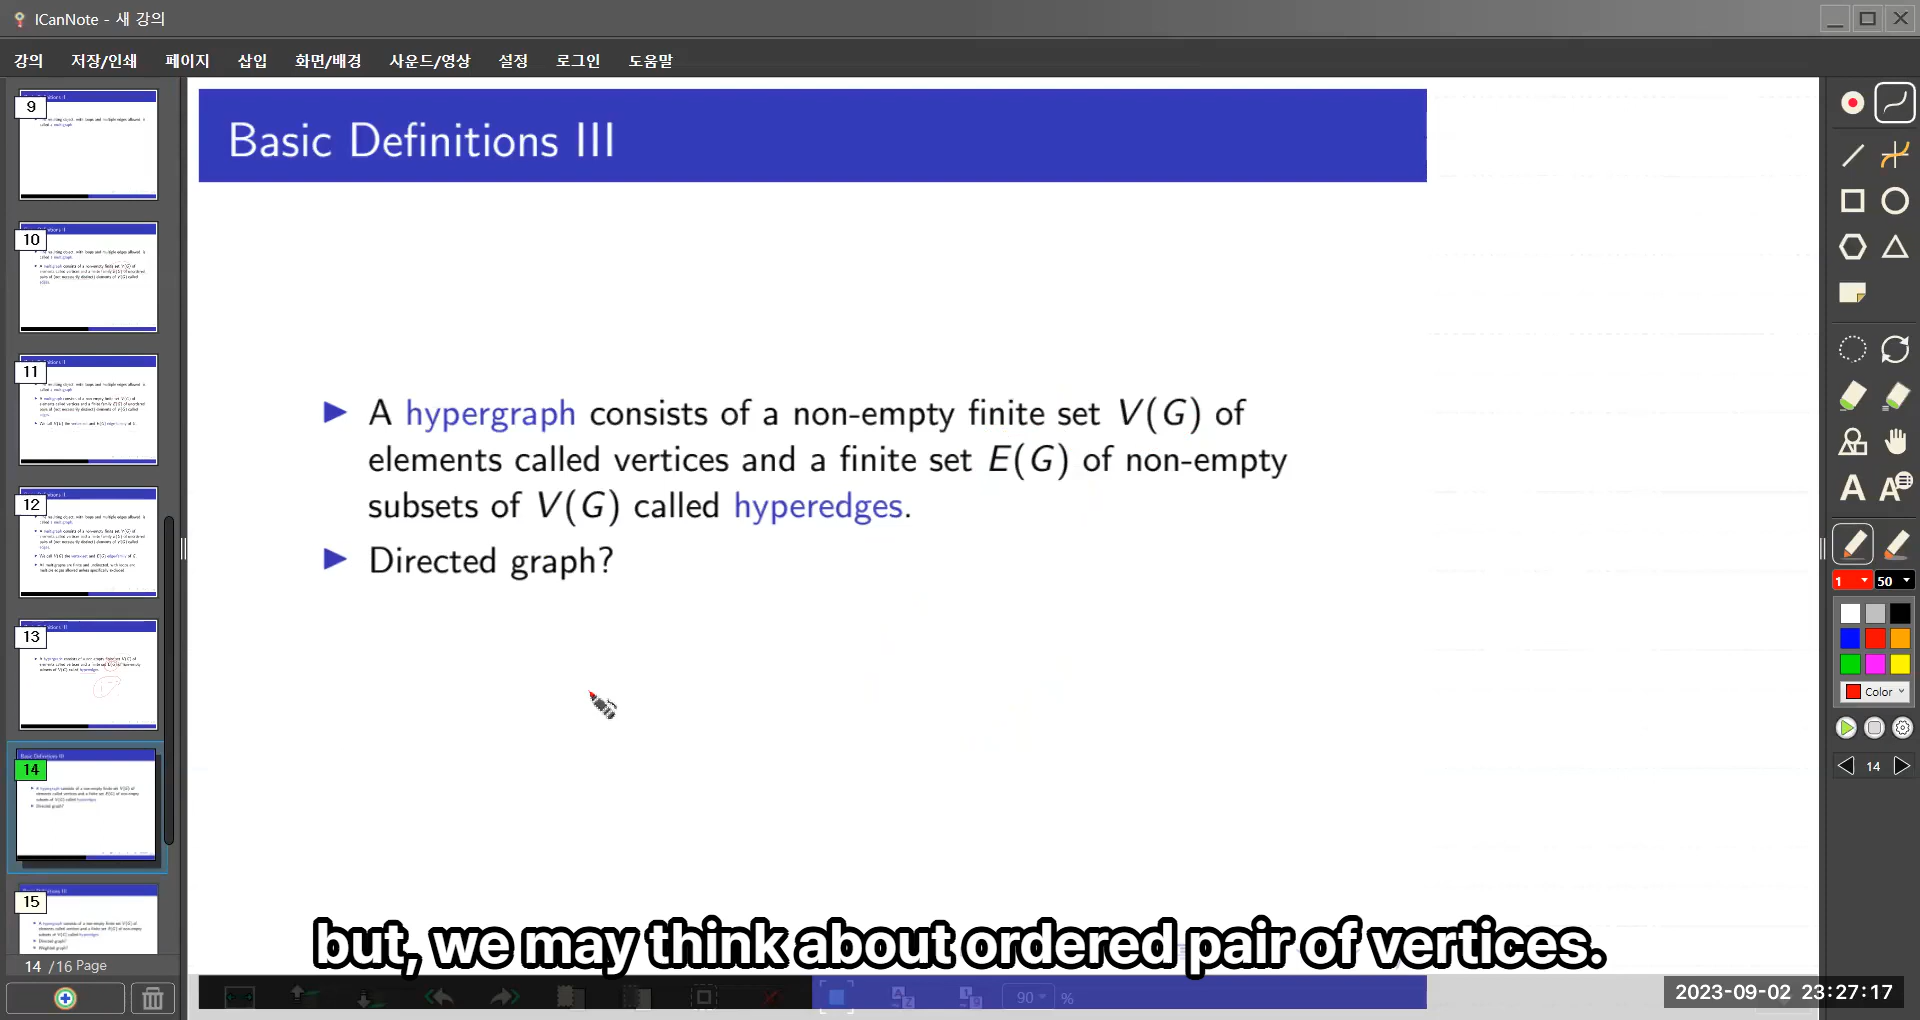 ICanNote - 새 강의
강의 저장/인쇄 페이지 삽입 화면/배경 사운드/영상 설정 로그인 도움말
9
10
11
12
13
14
15
14 /16 Page
Basic Definitions III
A hypergraph consists of a non-empty finite set V(G) of
elements called vertices and a finite set E(G) of non-empty
subsets of V(G) called hyperedges.
Directed graph?
but, we may think about ordered pair of vertices.
90 %
1 50
Color
14
2023-09-02 23:27:17